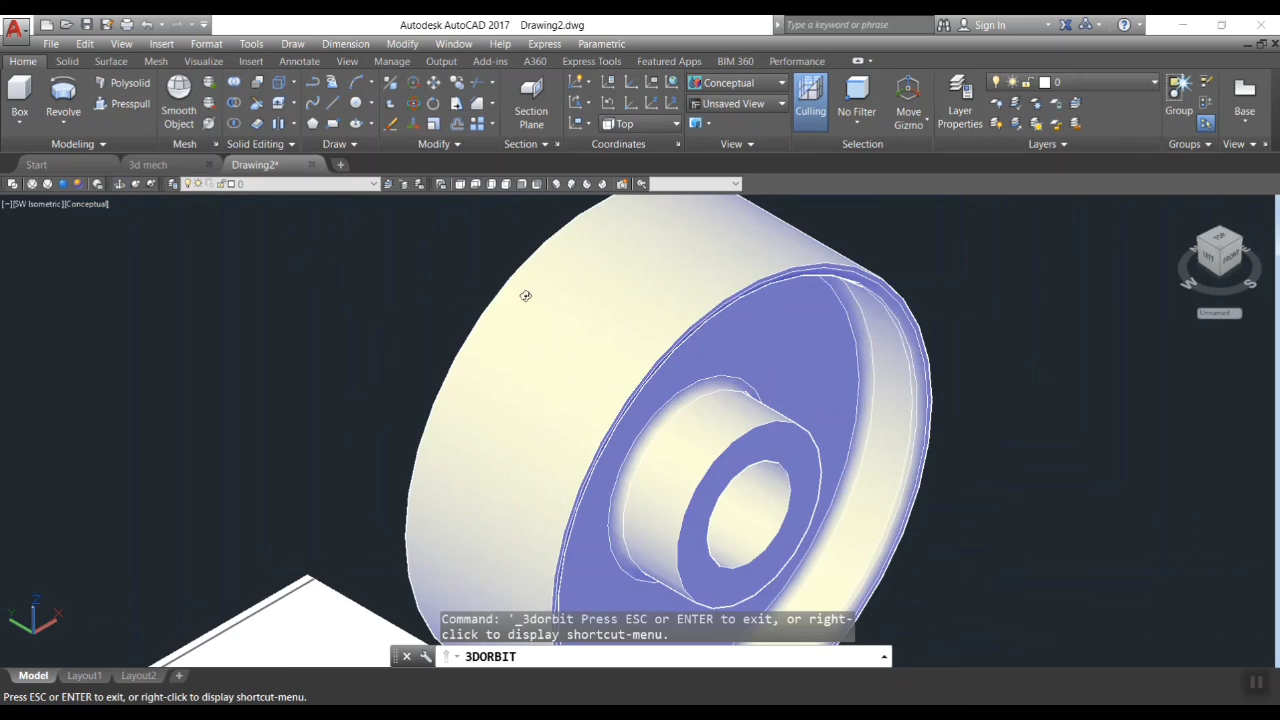 Autodesk AutoCAD 2017 Drawing2.dwg
Type a keyword or phrase
Sign In
File Edit View Insert Format Tools Draw Dimension Modify Window Help Express Parametric
Home Solid Surface Mesh Visualize Insert Annotate View Manage Output Add-ins A360 Express Tools Featured Apps BIM 360 Performance
Box
Revolve
Polysolid
Presspull
Smooth
Object
Section
Plane
Top
Conceptual
Unsaved View
Culling
No Filter
Move
Gizmo
Layer
Properties
0
Group
Base
Modeling Mesh Solid Editing Draw Modify Section Coordinates View Selection Layers Groups View
Start 3d mech Drawing2*
0
[−][SW Isometric][Conceptual]
TOP
LEFT FRONT
W S
Unnamed
Z
Y X
Command: '_3dorbit Press ESC or ENTER to exit, or right-
click to display shortcut-menu.
3DORBIT
Model Layout1 Layout2
Press ESC or ENTER to exit, or right-click to display shortcut-menu.